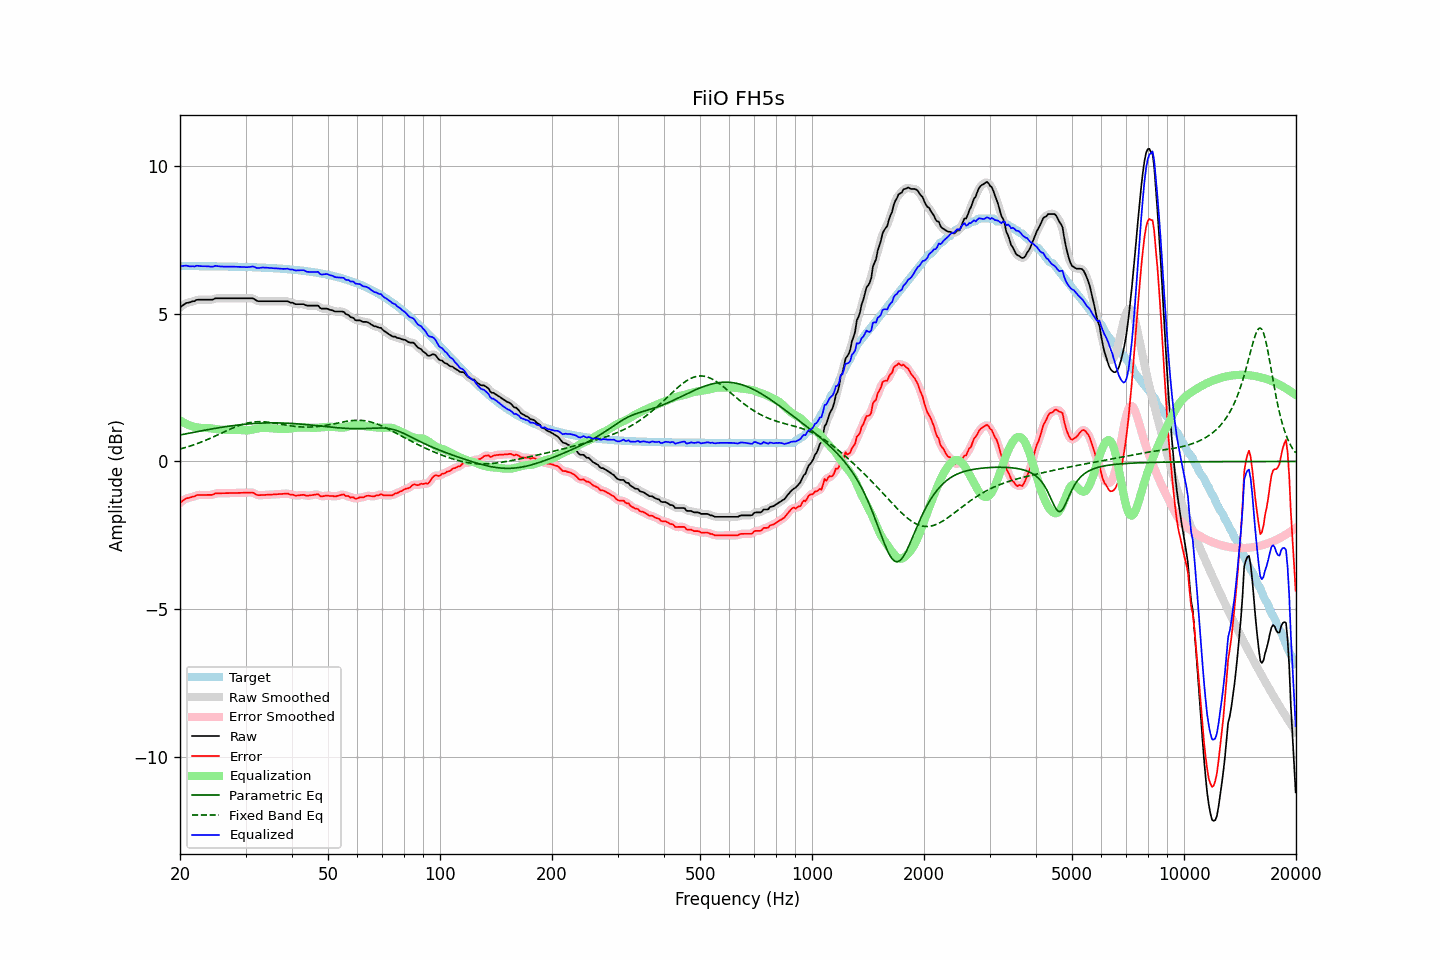 FiiO FH5s
Amplitude (dBr)
10
5
0
−5
−10
Target
Raw Smoothed
Error Smoothed
Raw
Error
Equalization
Parametric Eq
Fixed Band Eq
Equalized
20 50 100 200 500 1000 2000 5000 10000 20000
Frequency (Hz)